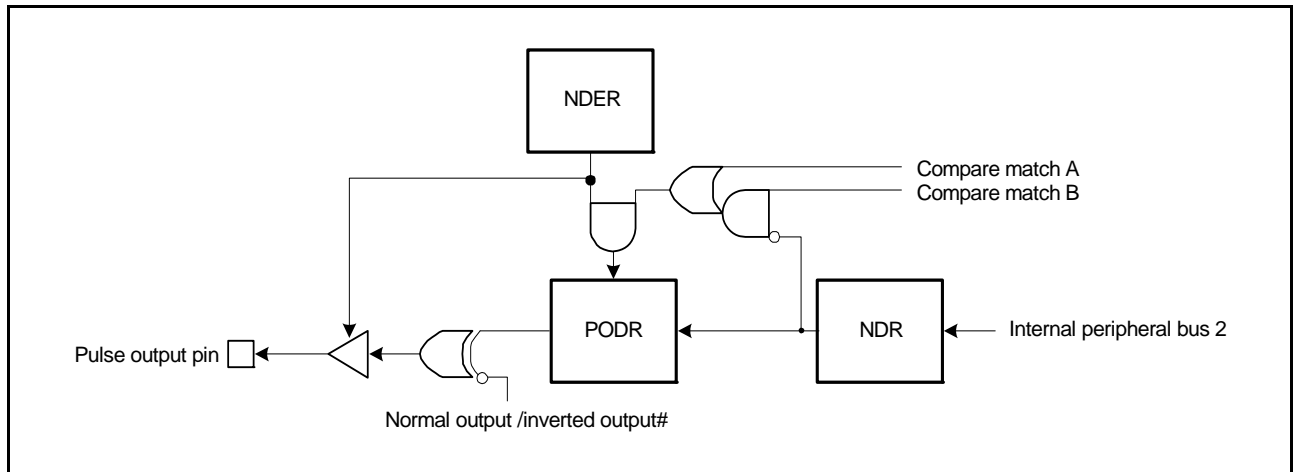 NDER
Compare match A
Compare match B
PODR
NDR
Internal peripheral bus 2
Pulse output pin
Normal output /inverted output#